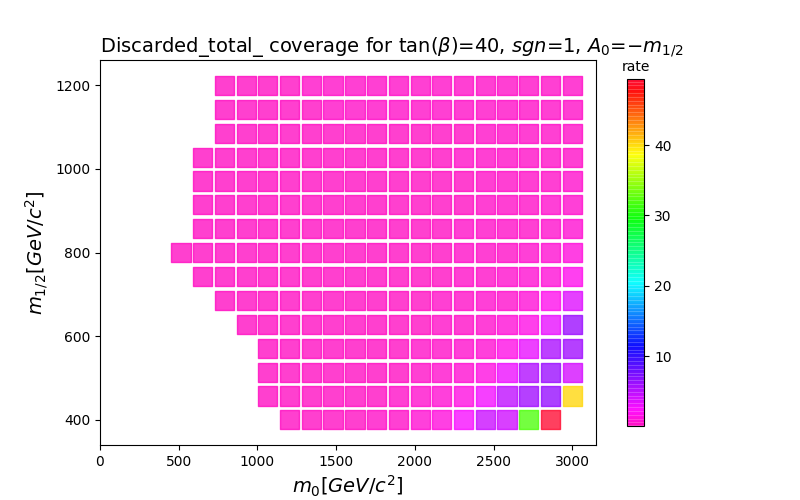 Discarded_total_ coverage for tan(β)=40, sgn=1, A₀=−m₁/₂
rate
1200
1000
800
600
400
m₁/₂[GeV/c²]
0 500 1000 1500 2000 2500 3000
m₀[GeV/c²]
40
30
20
10